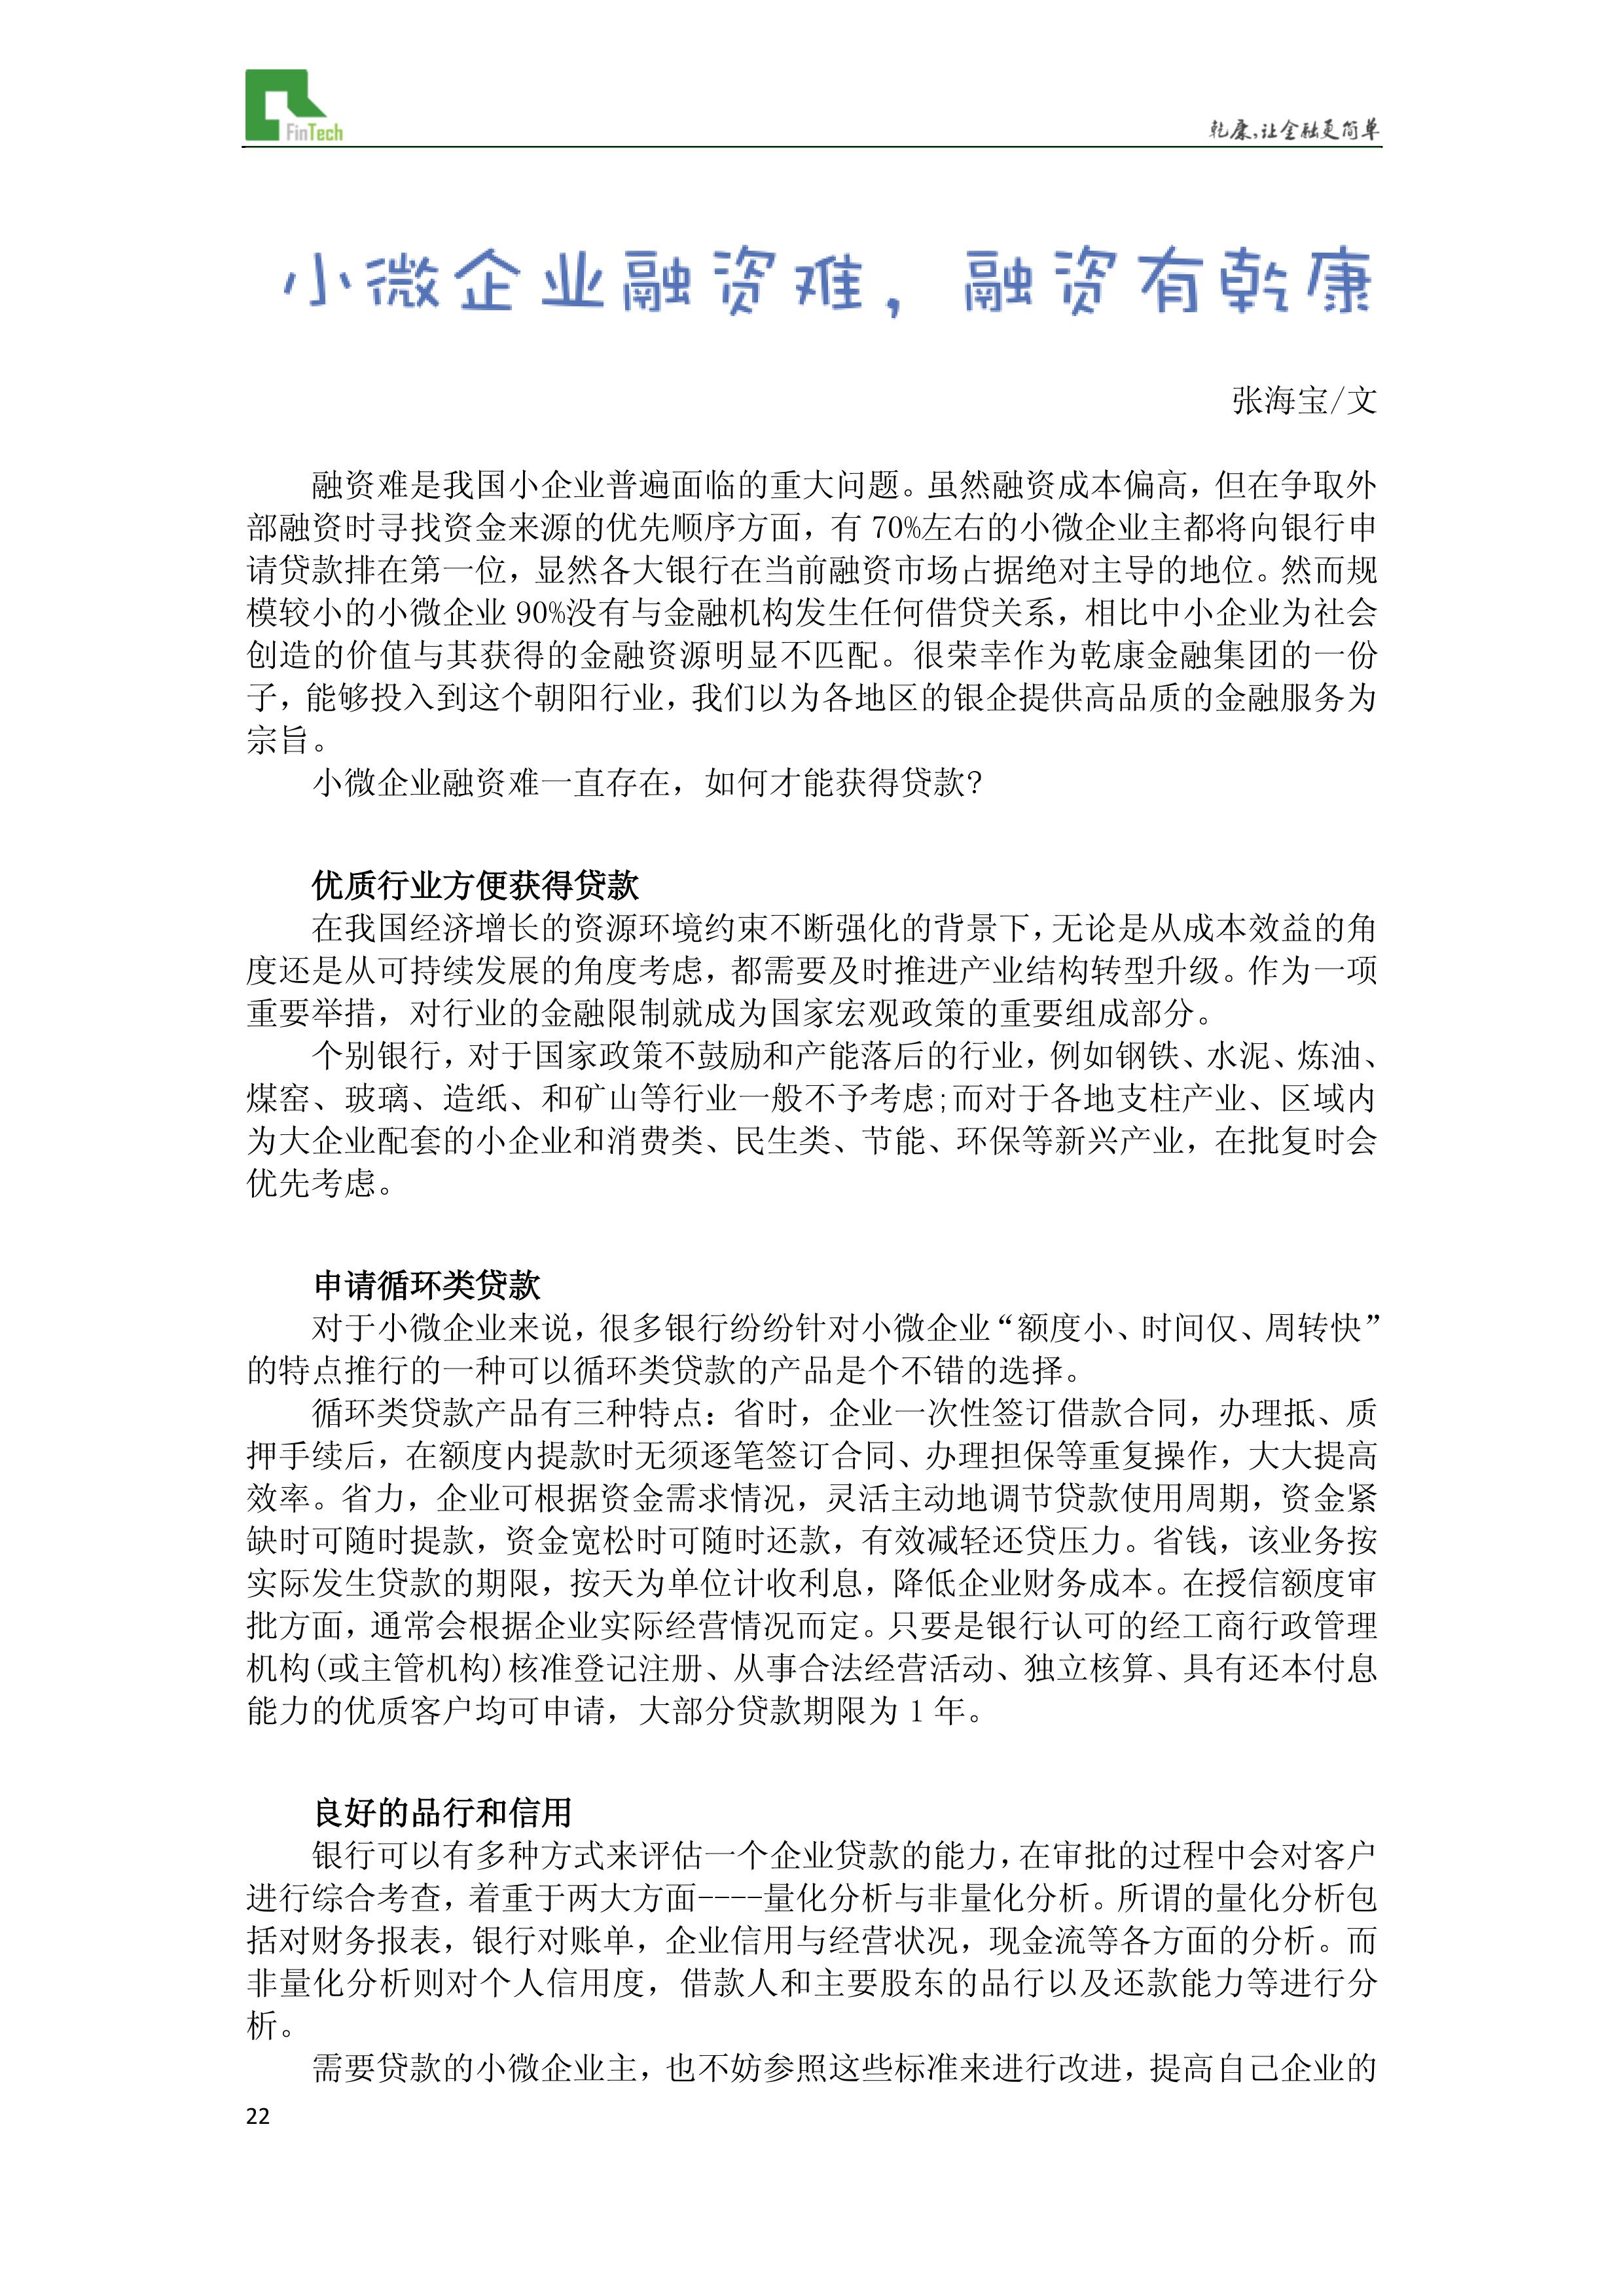 FinTech
乾康,让金融更简单
小微企业融资难，融资有乾康
张海宝/文
融资难是我国小企业普遍面临的重大问题。虽然融资成本偏高，但在争取外
部融资时寻找资金来源的优先顺序方面，有 70%左右的小微企业主都将向银行申
请贷款排在第一位，显然各大银行在当前融资市场占据绝对主导的地位。然而规
模较小的小微企业 90%没有与金融机构发生任何借贷关系，相比中小企业为社会
创造的价值与其获得的金融资源明显不匹配。很荣幸作为乾康金融集团的一份
子，能够投入到这个朝阳行业，我们以为各地区的银企提供高品质的金融服务为
宗旨。
小微企业融资难一直存在，如何才能获得贷款?
优质行业方便获得贷款
在我国经济增长的资源环境约束不断强化的背景下，无论是从成本效益的角
度还是从可持续发展的角度考虑，都需要及时推进产业结构转型升级。作为一项
重要举措，对行业的金融限制就成为国家宏观政策的重要组成部分。
个别银行，对于国家政策不鼓励和产能落后的行业，例如钢铁、水泥、炼油、
煤窑、玻璃、造纸、和矿山等行业一般不予考虑;而对于各地支柱产业、区域内
为大企业配套的小企业和消费类、民生类、节能、环保等新兴产业，在批复时会
优先考虑。
申请循环类贷款
对于小微企业来说，很多银行纷纷针对小微企业“额度小、时间仅、周转快”
的特点推行的一种可以循环类贷款的产品是个不错的选择。
循环类贷款产品有三种特点：省时，企业一次性签订借款合同，办理抵、质
押手续后，在额度内提款时无须逐笔签订合同、办理担保等重复操作，大大提高
效率。省力，企业可根据资金需求情况，灵活主动地调节贷款使用周期，资金紧
缺时可随时提款，资金宽松时可随时还款，有效减轻还贷压力。省钱，该业务按
实际发生贷款的期限，按天为单位计收利息，降低企业财务成本。在授信额度审
批方面，通常会根据企业实际经营情况而定。只要是银行认可的经工商行政管理
机构(或主管机构)核准登记注册、从事合法经营活动、独立核算、具有还本付息
能力的优质客户均可申请，大部分贷款期限为 1 年。
良好的品行和信用
银行可以有多种方式来评估一个企业贷款的能力，在审批的过程中会对客户
进行综合考查，着重于两大方面----量化分析与非量化分析。所谓的量化分析包
括对财务报表，银行对账单，企业信用与经营状况，现金流等各方面的分析。而
非量化分析则对个人信用度，借款人和主要股东的品行以及还款能力等进行分
析。
需要贷款的小微企业主，也不妨参照这些标准来进行改进，提高自己企业的
22